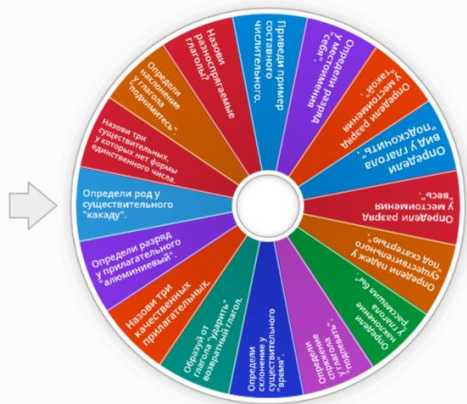 Определи род у
существительного
"какаду".
Назови три
существительных,
у которых нет формы
единственного числа.
Определи
наклонение
у глагола
"поднимитесь".
Назови
разноспрягаемые
глаголы?
Приведи пример
составного
числительного.
Определи разряд
у местоимения
"себя".
Определи разряд
у местоимения
"такой".
Определи
вид у глагола
"подскочить".
Определи разряд
у местоимения
"весь".
Определи падеж у
существительного
"под скатертью".
Определи
наклонение
у глагола
"рассмешил бы".
Определи
спряжение
у глагола
"подпевать".
Определи
склонение у
существительного
"время".
Образуй от
глагола "ударить"
возвратный глагол.
Назови три
качественных
прилагательных.
Определи разряд
у прилагательного
"алюминиевый".